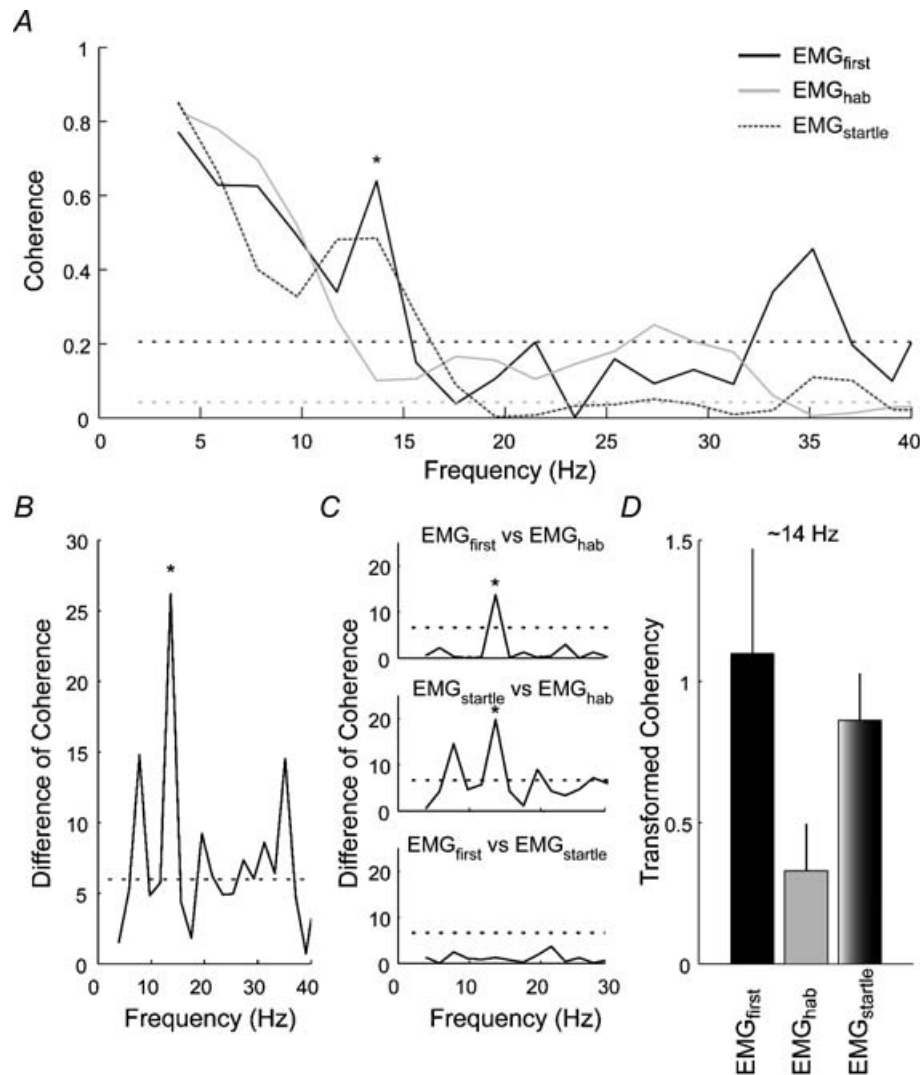 A
1
0.8
0.6
0.4
0.2
0
Coherence
*
EMGfirst
EMGhab
EMGstartle
0 5 10 15 20 25 30 35 40
Frequency (Hz)
B
30
25
20
15
10
5
0
Difference of Coherence
*
0 10 20 30 40
Frequency (Hz)
C
EMGfirst vs EMGhab
20
10
0
*
EMGstartle vs EMGhab
20
10
0
*
EMGfirst vs EMGstartle
20
10
0
Difference of Coherence
0 10 20 30
Frequency (Hz)
D
~14 Hz
1.5
1
0.5
0
Transformed Coherency
EMGfirst
EMGhab
EMGstartle